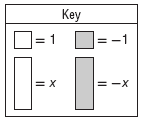 Key
= 1 = −1
= x = −x